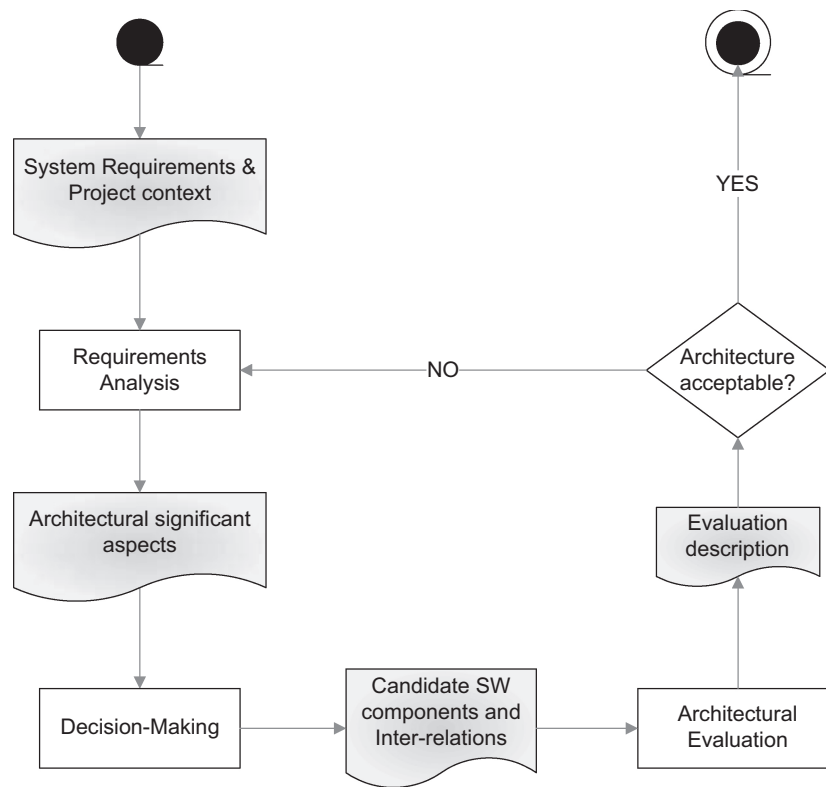 System Requirements &
Project context
YES
Requirements
Analysis
NO
Architecture
acceptable?
Architectural significant
aspects
Evaluation
description
Decision-Making
Candidate SW
components and
Inter-relations
Architectural
Evaluation